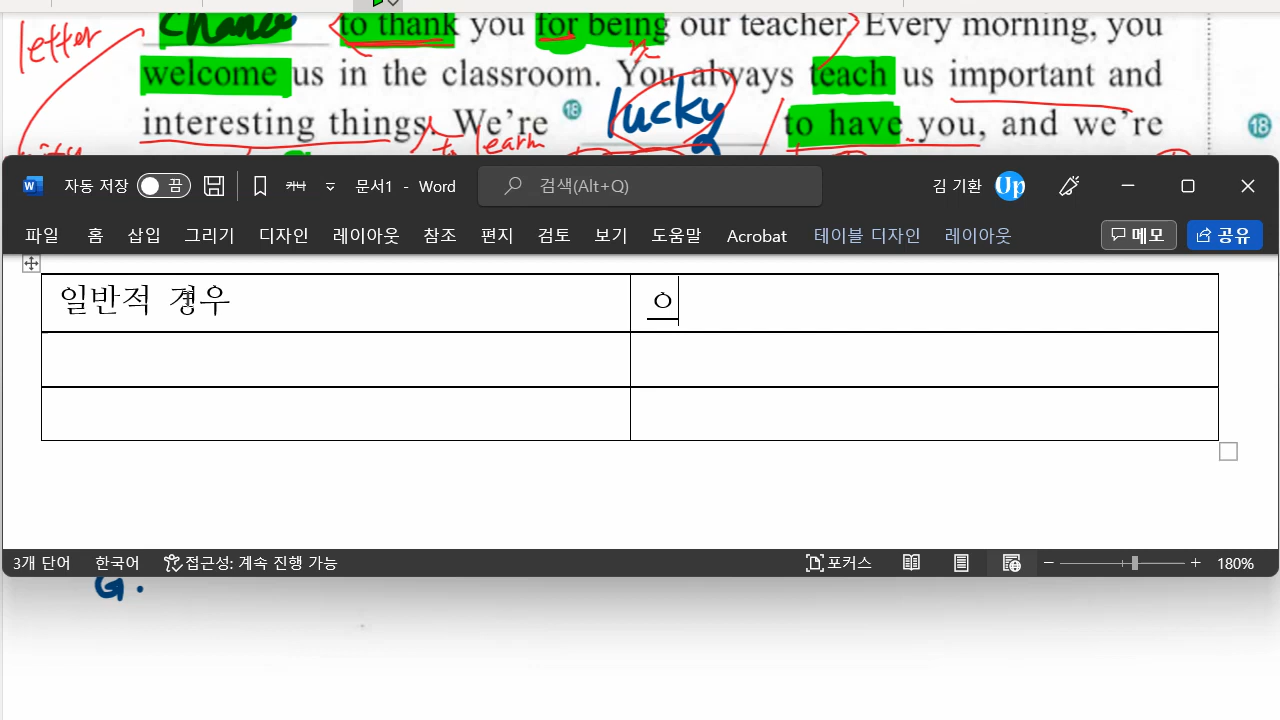 letter chance to thank you for being our teacher. Every morning, you
welcome us in the classroom. You always teach us important and
interesting things. We're ⑱ lucky to have you, and we're ⑱
to learn
자동 저장 끔 가나 문서1 - Word 검색(Alt+Q) 김 기환 Up
파일 홈 삽입 그리기 디자인 레이아웃 참조 편지 검토 보기 도움말 Acrobat 테이블 디자인 레이아웃 메모 공유
일반적 경우 ㅇ
3개 단어 한국어 접근성: 계속 진행 가능 포커스 180%
G.